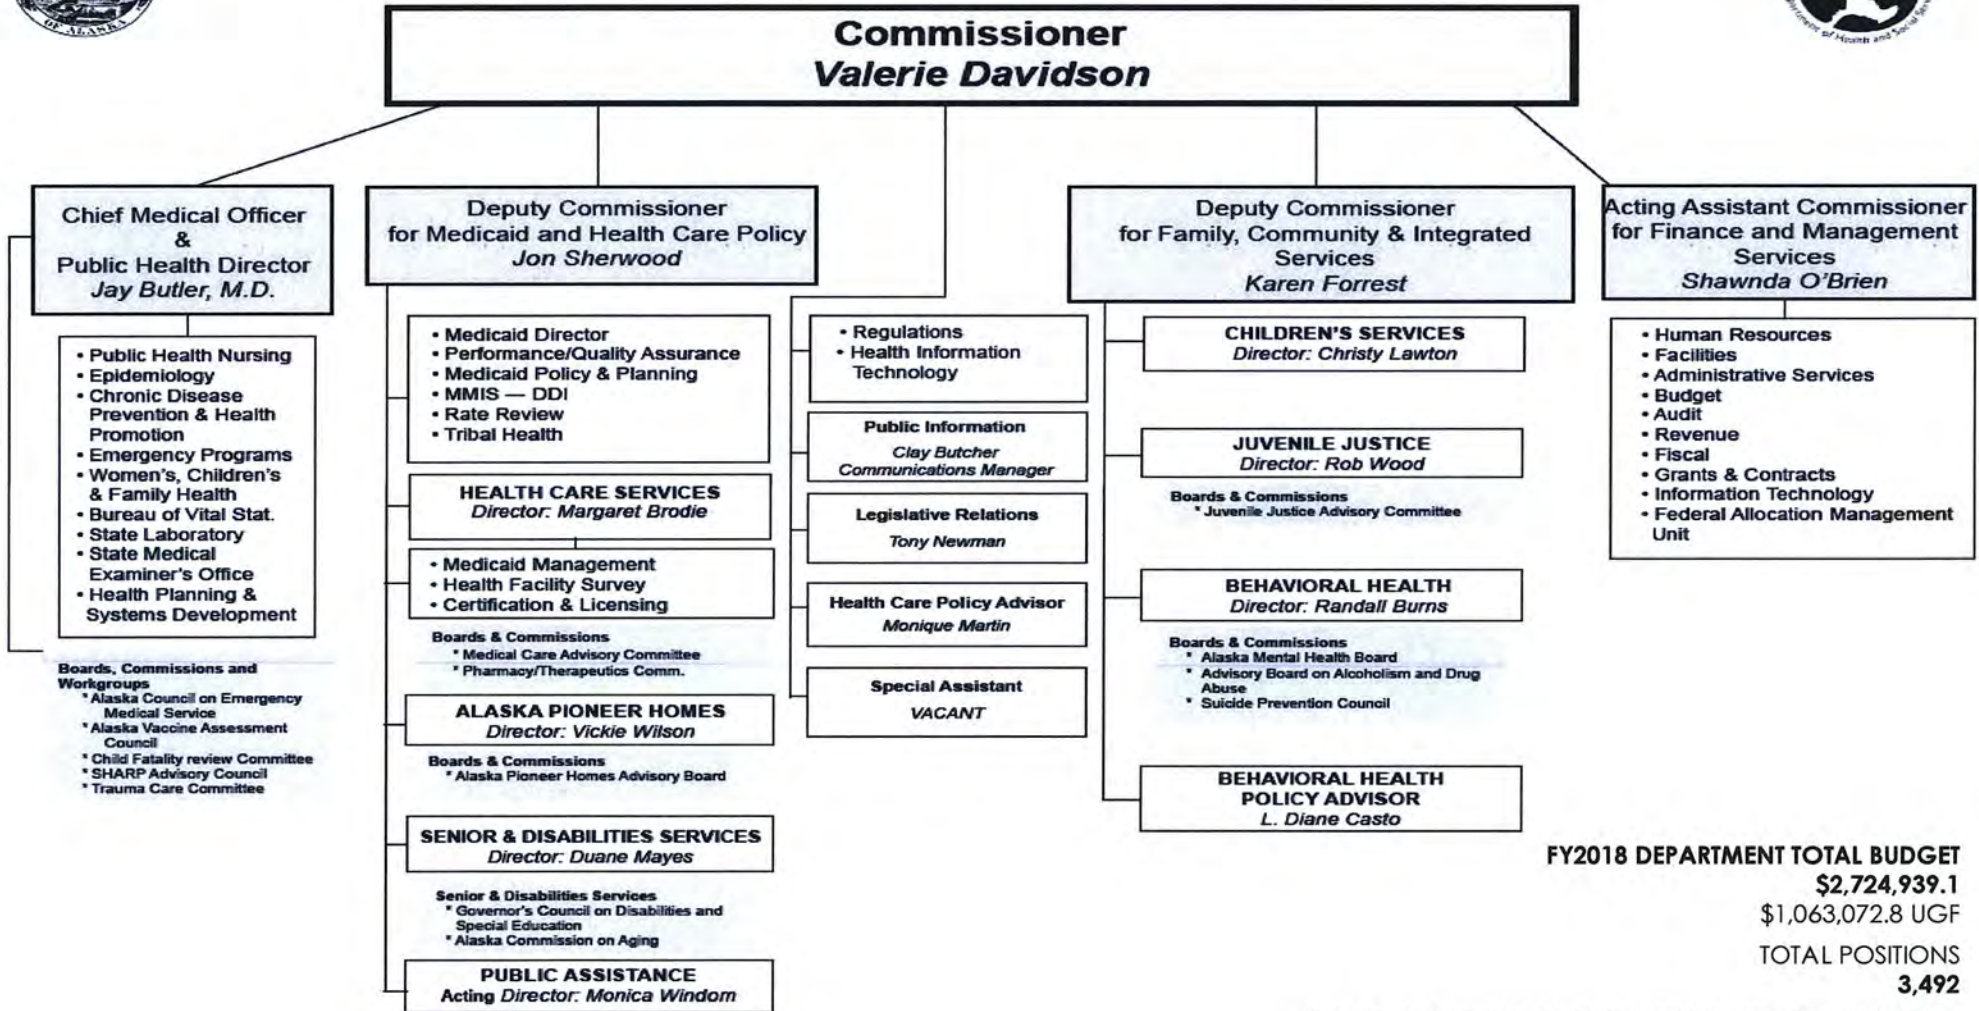 OF ALASKA
Department of Health and Social Services
Commissioner
Valerie Davidson
Chief Medical Officer
&
Public Health Director
Jay Butler, M.D.
• Public Health Nursing
• Epidemiology
• Chronic Disease
Prevention & Health
Promotion
• Emergency Programs
• Women's, Children's
& Family Health
• Bureau of Vital Stat.
• State Laboratory
• State Medical
Examiner's Office
• Health Planning &
Systems Development
Boards, Commissions and
Workgroups
* Alaska Council on Emergency
Medical Service
* Alaska Vaccine Assessment
Council
* Child Fatality review Committee
* SHARP Advisory Council
* Trauma Care Committee
Deputy Commissioner
for Medicaid and Health Care Policy
Jon Sherwood
• Medicaid Director
• Performance/Quality Assurance
• Medicaid Policy & Planning
• MMIS — DDI
• Rate Review
• Tribal Health
HEALTH CARE SERVICES
Director: Margaret Brodie
• Medicaid Management
• Health Facility Survey
• Certification & Licensing
Boards & Commissions
* Medical Care Advisory Committee
* Pharmacy/Therapeutics Comm.
ALASKA PIONEER HOMES
Director: Vickie Wilson
Boards & Commissions
* Alaska Pioneer Homes Advisory Board
SENIOR & DISABILITIES SERVICES
Director: Duane Mayes
Senior & Disabilities Services
* Governor's Council on Disabilities and
Special Education
* Alaska Commission on Aging
PUBLIC ASSISTANCE
Acting Director: Monica Windom
• Regulations
• Health Information
Technology
Public Information
Clay Butcher
Communications Manager
Legislative Relations
Tony Newman
Health Care Policy Advisor
Monique Martin
Special Assistant
VACANT
Deputy Commissioner
for Family, Community & Integrated
Services
Karen Forrest
CHILDREN'S SERVICES
Director: Christy Lawton
JUVENILE JUSTICE
Director: Rob Wood
Boards & Commissions
* Juvenile Justice Advisory Committee
BEHAVIORAL HEALTH
Director: Randall Burns
Boards & Commissions
* Alaska Mental Health Board
* Advisory Board on Alcoholism and Drug
Abuse
* Suicide Prevention Council
BEHAVIORAL HEALTH
POLICY ADVISOR
L. Diane Casto
Acting Assistant Commissioner
for Finance and Management
Services
Shawnda O'Brien
• Human Resources
• Facilities
• Administrative Services
• Budget
• Audit
• Revenue
• Fiscal
• Grants & Contracts
• Information Technology
• Federal Allocation Management
Unit
FY2018 DEPARTMENT TOTAL BUDGET
$2,724,939.1
$1,063,072.8 UGF
TOTAL POSITIONS
3,492